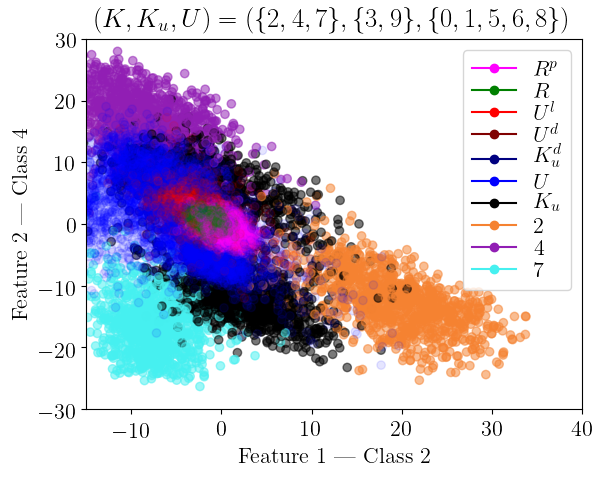 (K, K_u, U) = ({2, 4, 7}, {3, 9}, {0, 1, 5, 6, 8})
30
20
10
0
−10
−20
−30
−10
0
10
20
30
40
Feature 2 — Class 4
Feature 1 — Class 2
R^p
R
U^l
U^d
K_u^d
U
K_u
2
4
7